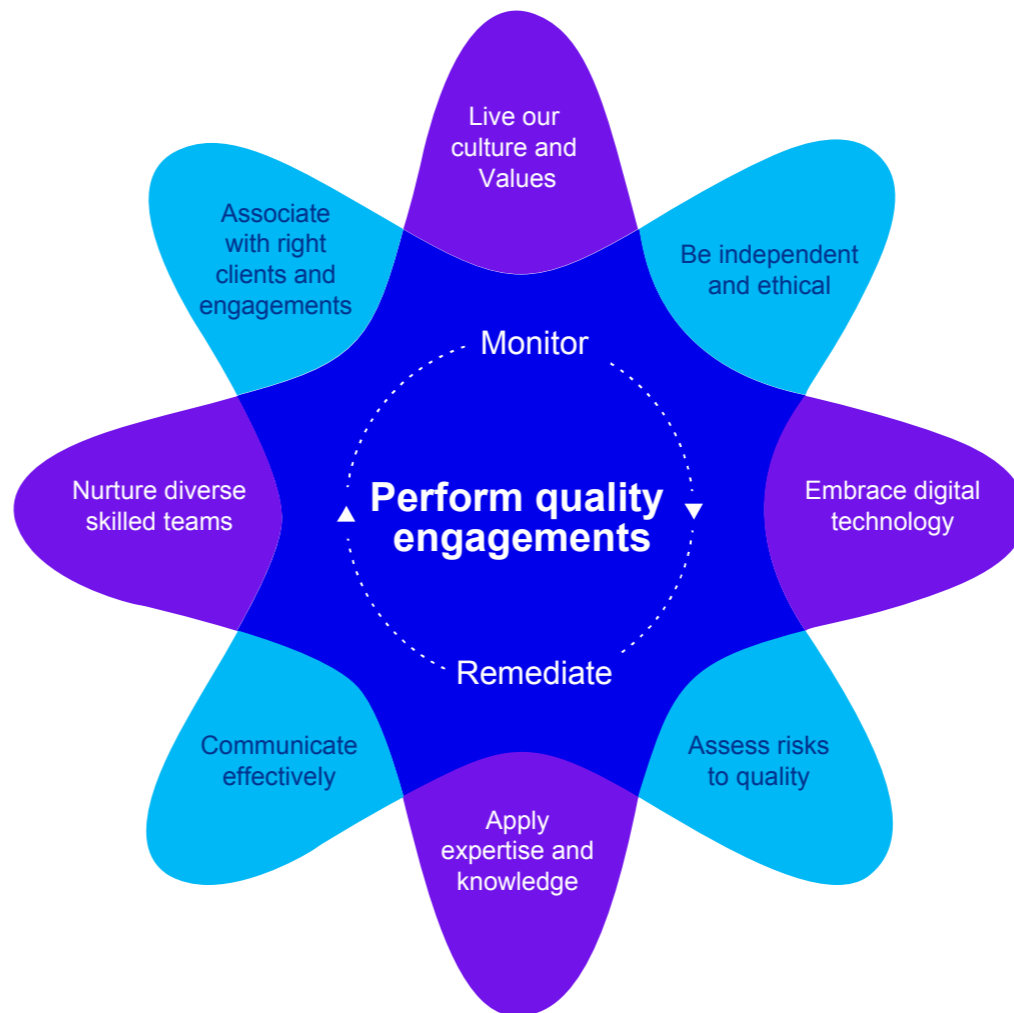 Live our
culture and
Values
Associate
with right
clients and
engagements
Be independent
and ethical
Monitor
Nurture diverse
skilled teams
Perform quality
engagements
Embrace digital
technology
Remediate
Communicate
effectively
Assess risks
to quality
Apply
expertise and
knowledge